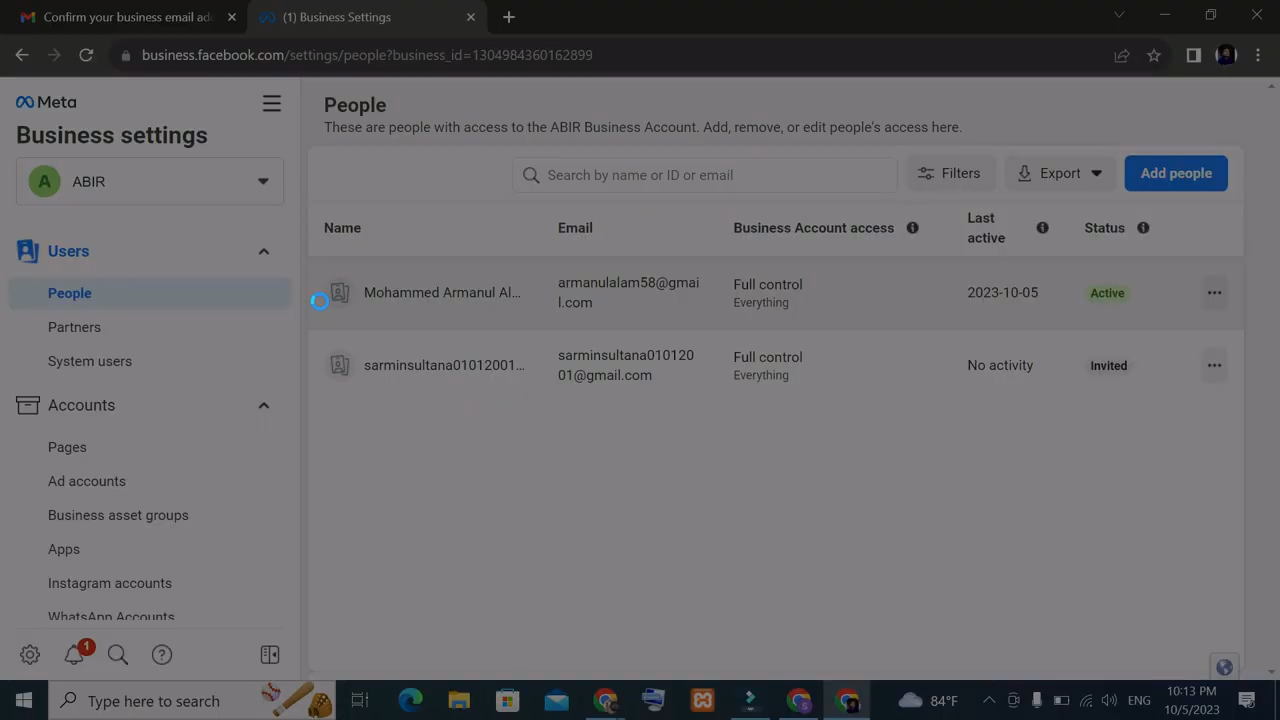 Confirm your business email ad
(1) Business Settings
business.facebook.com/settings/people?business_id=1304984360162899
Meta
Business settings
A
ABIR
Users
People
Partners
System users
Accounts
Pages
Ad accounts
Business asset groups
Apps
Instagram accounts
WhatsApp Accounts
1
People
These are people with access to the ABIR Business Account. Add, remove, or edit people's access here.
Search by name or ID or email
Filters
Export
Add people
Name
Email
Business Account access
Last
active
Status
Mohammed Armanul Al...
armanulalam58@gmai
l.com
Full control
Everything
2023-10-05
Active
sarminsultana01012001...
sarminsultana010120
01@gmail.com
Full control
Everything
No activity
Invited
Type here to search
84°F
ENG
10:13 PM
10/5/2023